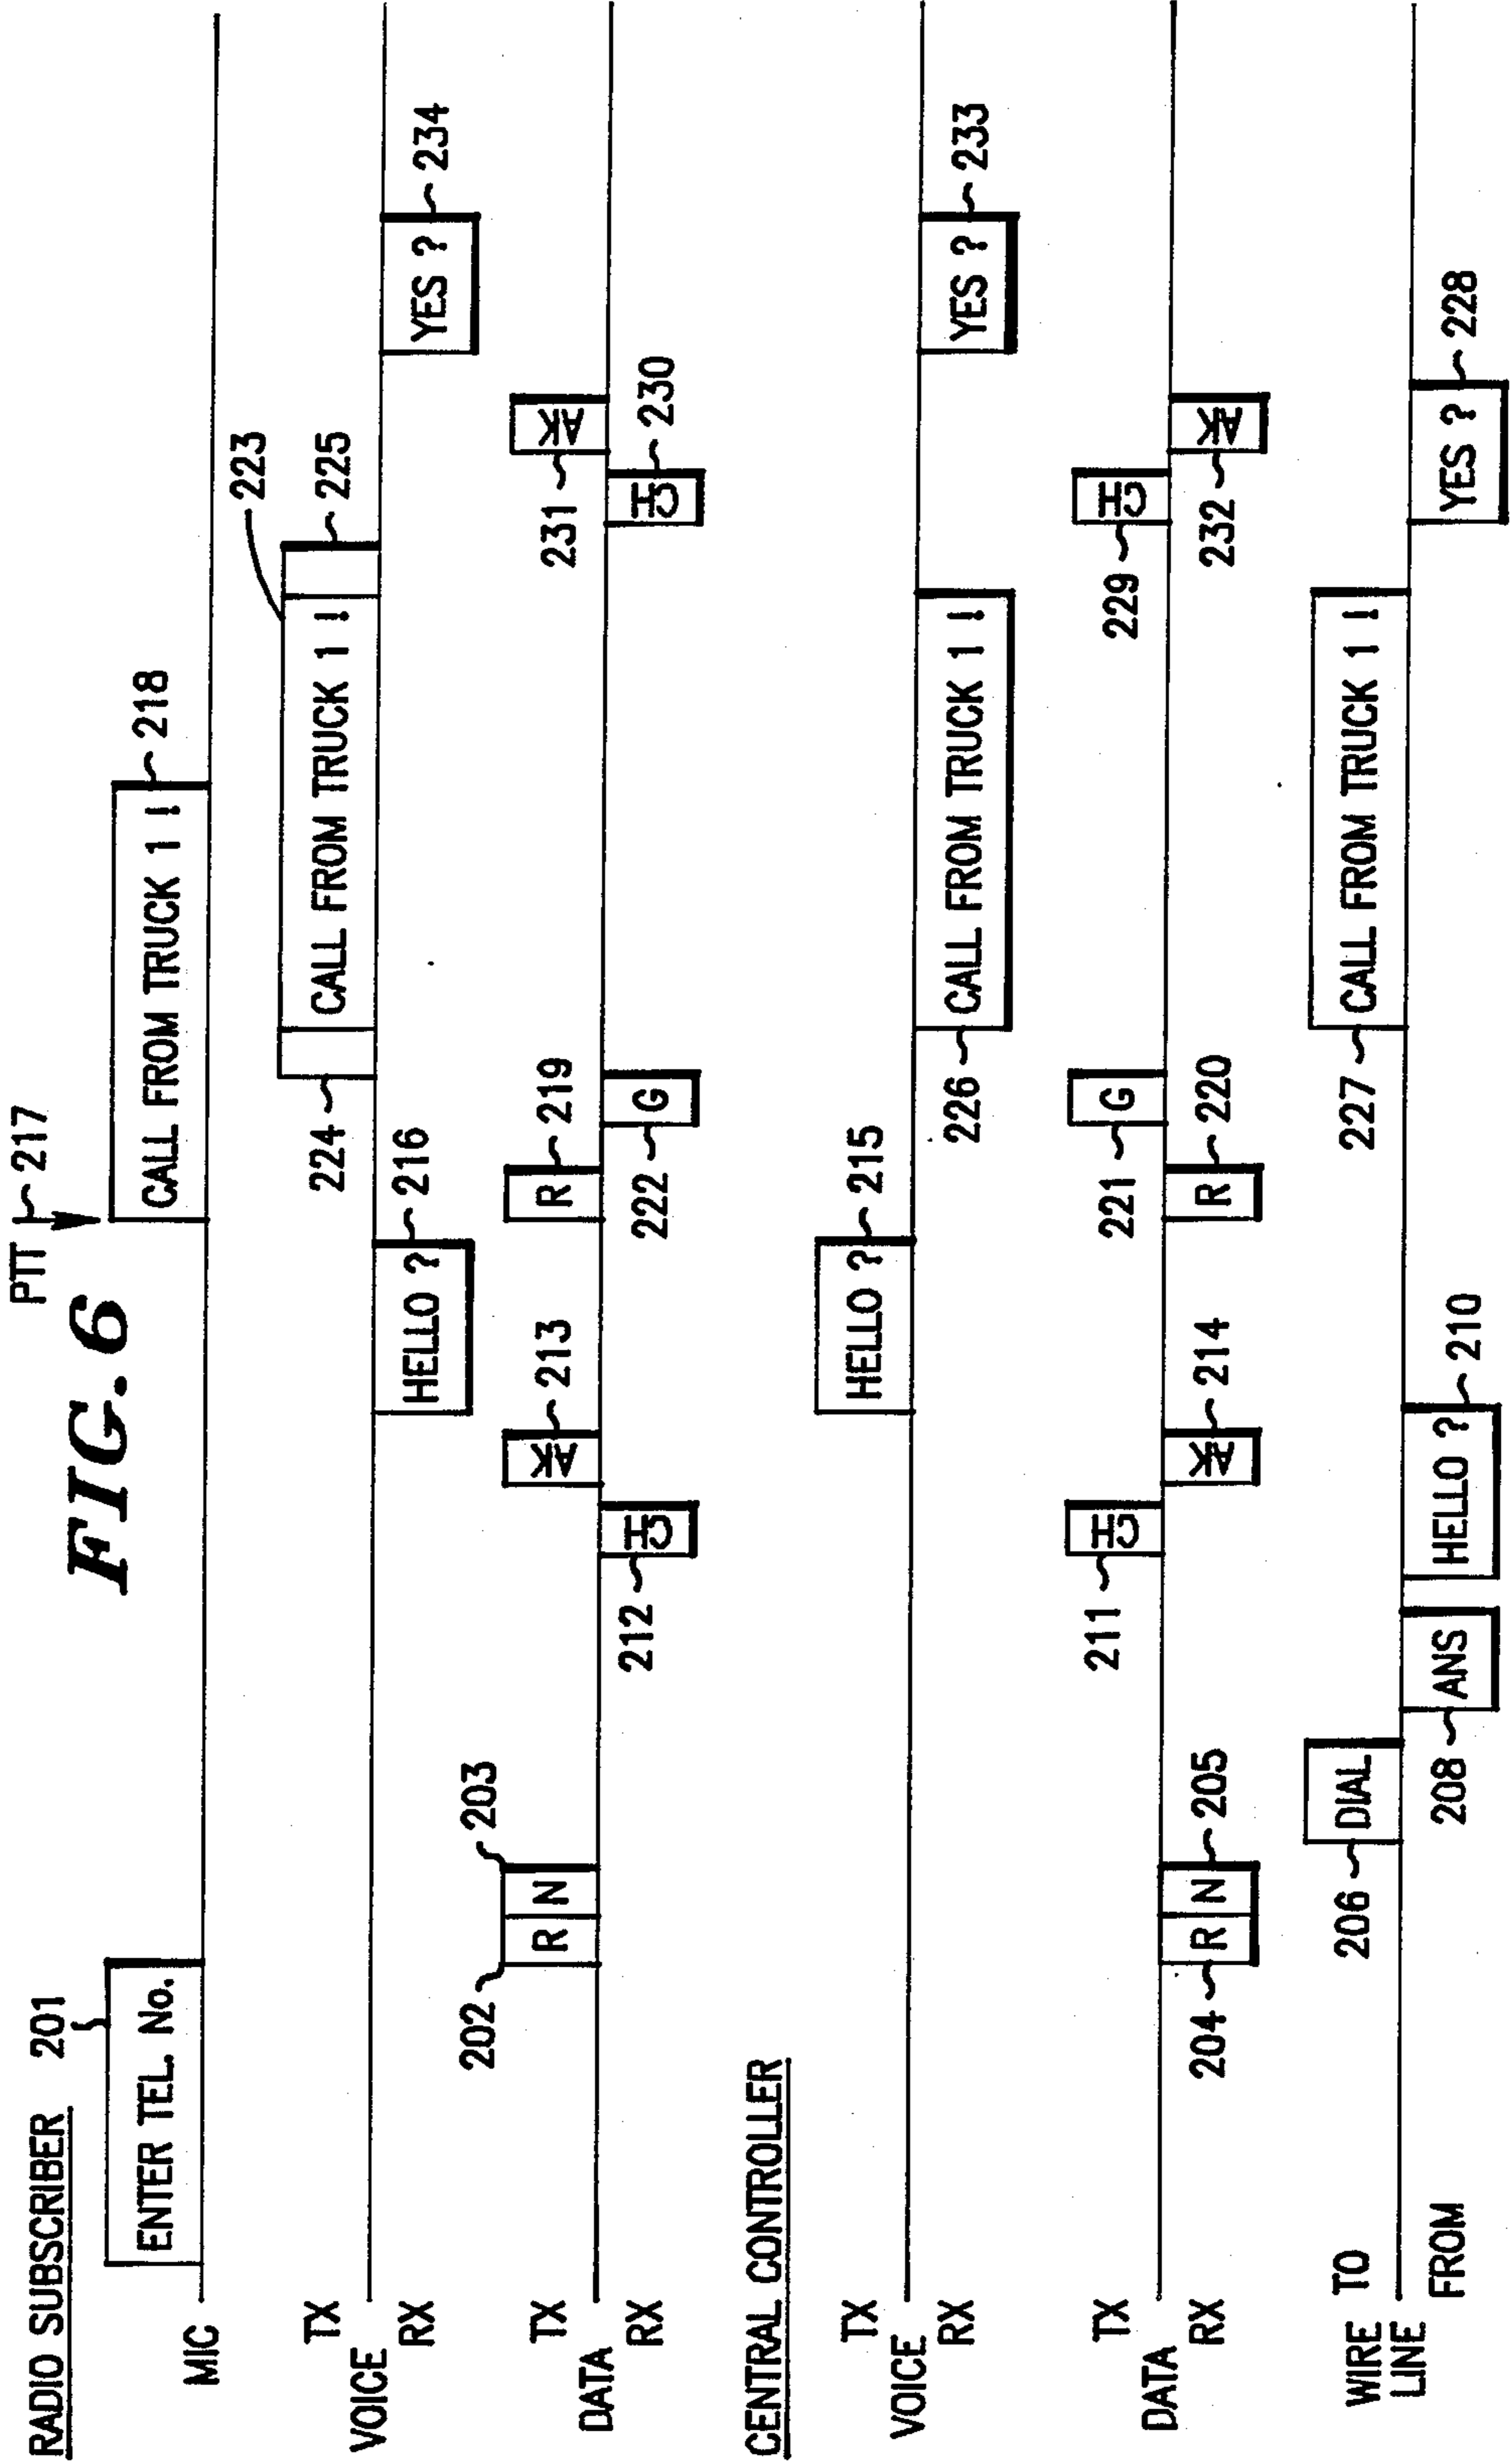 FIG. 6
RADIO SUBSCRIBER
201
PTT
217
MIC
ENTER TEL. No.
CALL FROM TRUCK 1 !
218
TX
VOICE
RX
HELLO ?
216
224
CALL FROM TRUCK 1 !
223
225
YES ?
234
TX
DATA
RX
202
R
N
203
212
CH
AK
213
R
219
222
G
231
AK
CH
230
CENTRAL CONTROLLER
TX
VOICE
RX
HELLO ?
215
226
CALL FROM TRUCK 1 !
YES ?
233
TX
DATA
RX
204
R
N
205
211
CH
AK
214
R
220
221
G
229
CH
232
AK
WIRE LINE
TO
FROM
206
DIAL
208
ANS
HELLO ?
210
227
CALL FROM TRUCK 1 !
YES ?
228